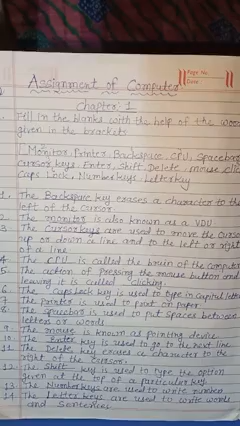 Page No.
Date
Assignment of Computer
Chapter: 1
Fill In the blanks with the help of the words
given in the brackets
[ Monitor, Printer, Backspace, CPU, Spacebar
Cursor keys, Enter, Shift, Delete, mouse, clic
Caps Lock, Number keys, Letter key
1. The Backspace key erases a character to the
left of the cursor
2. The monitor is also known as a VDU
3. The Cursor keys are used to move the curso
up or down a line and to the left or right
of a line
4. The CPU is called the brain of the computer
5. The action of pressing the mouse button and
leaving it is called clicking.
6. The Capslock key is used to type in capital lette
7. The printer is used to print or paper
8. The spacebar is used to put spaces between
letters or words
9. The mouse is known as pointing device
10. The Enter key is used to go to the next line
11. The Delete key erases a character to the
right of the cursor.
12. The Shift key is used to type the option
given at the top of a particular key
13. The Number keys are used to write number
14. The Letter keys are used to write words
and sentences